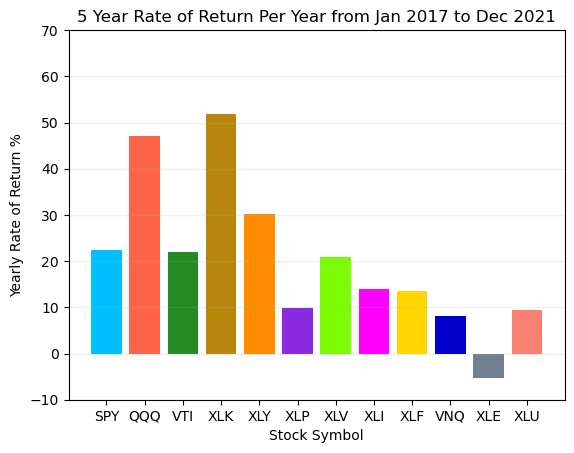 5 Year Rate of Return Per Year from Jan 2017 to Dec 2021
70
60
50
40
30
20
10
0
−10
Yearly Rate of Return %
SPY QQQ VTI XLK XLY XLP XLV XLI XLF VNQ XLE XLU
Stock Symbol